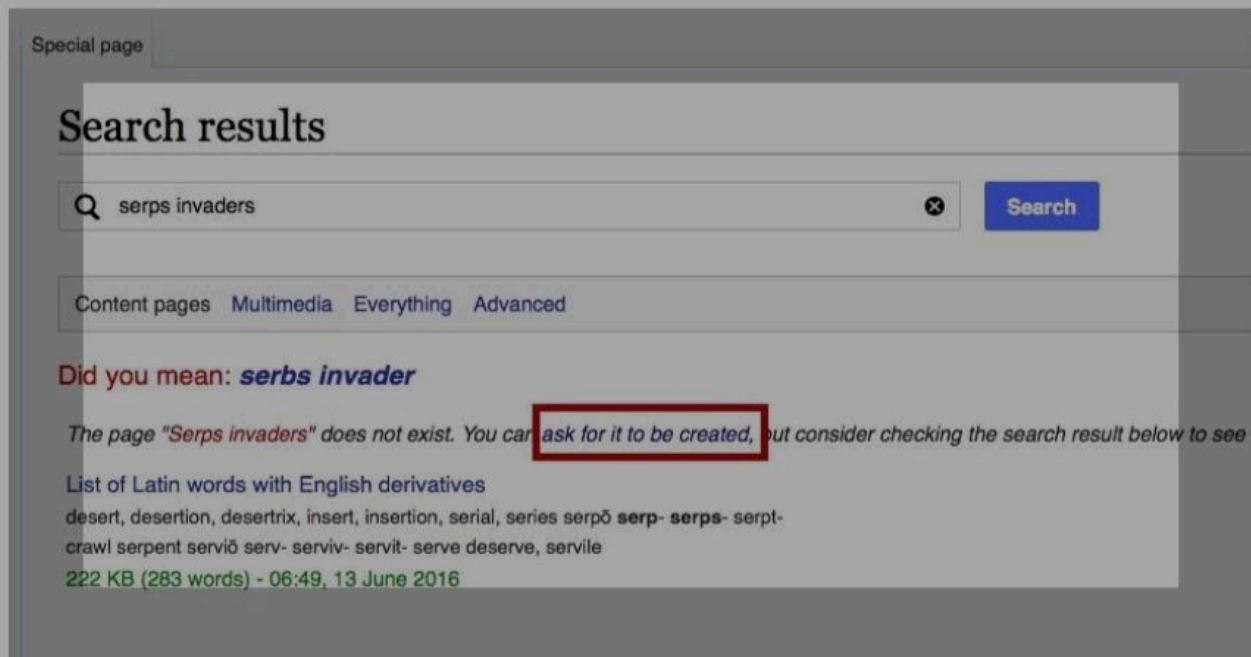 Special page
Search results
serps invaders
Search
Content pages Multimedia Everything Advanced
Did you mean: serbs invader
The page "Serps invaders" does not exist. You can ask for it to be created, but consider checking the search result below to see
List of Latin words with English derivatives
desert, desertion, desertrix, insert, insertion, serial, series serpō serp- serps- serpt-
crawl serpent serviō serv- serviv- servit- serve deserve, servile
222 KB (283 words) - 06:49, 13 June 2016